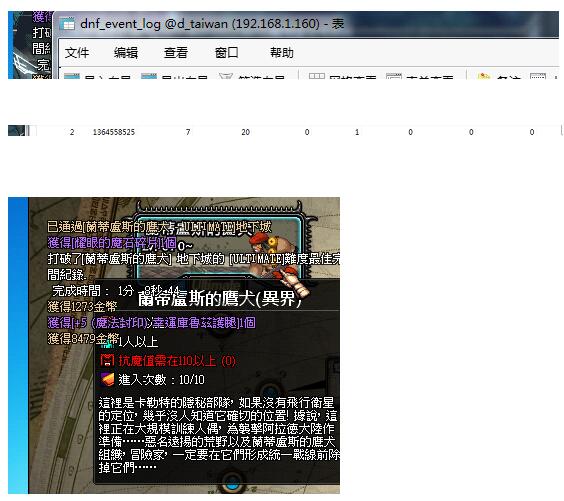 獲得
打破
間紀
完
獲
dnf_event_log @d_taiwan (192.168.1.160) - 表
文件 编辑 查看 窗口 帮助
2 1364558525 7 20 0 1 0 0 0
已通過[蘭蒂盧斯的鷹犬 - ULTIMATE]地下城
獲得[耀眼的魔石碎片]1個
打破了[蘭蒂盧斯的鷹犬] 地下城的 [ULTIMATE]難度最佳完
間紀錄.
完成時間： 1分 8秒 44
獲得1273金幣
蘭蒂盧斯的鷹犬(異界)
獲得[+5 (魔法封印)幸運庫魯茲護腿]1個
獲得8479金幣
1人以上
抗魔值需在110以上 (0)
進入次數：10/10
這裡是卡勒特的隱秘部隊, 如果沒有飛行衛星
的定位, 幾乎沒人知道它確切的位置! 據說, 這
裡正在大規模訓練人偶, 為襲擊阿拉德大陸作
準備……惡名遠揚的荒野以及蘭蒂盧斯的鷹犬
組織, 冒險家, 一定要在它們形成統一戰線前除
掉它們……